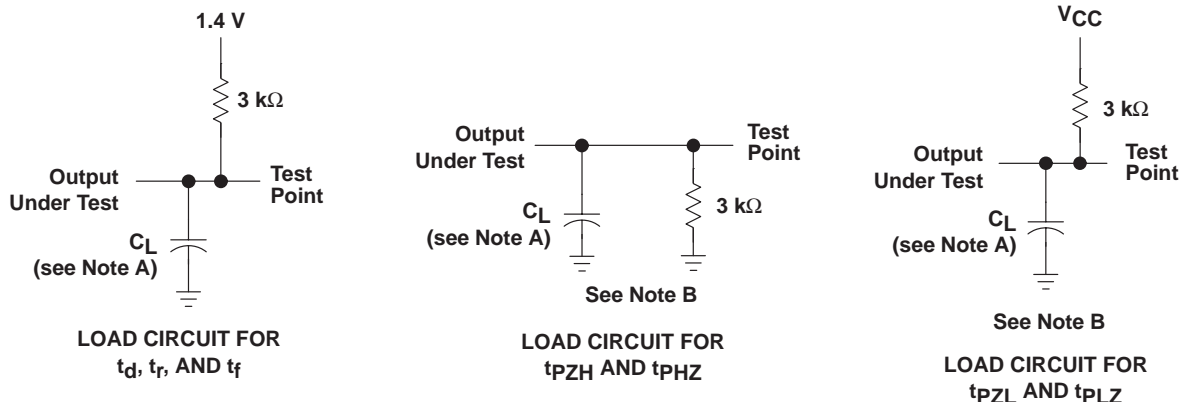 1.4 V
3 kΩ
Output
Under Test
Test
Point
CL
(see Note A)
LOAD CIRCUIT FOR
td, tr, AND tf
Output
Under Test
Test
Point
3 kΩ
CL
(see Note A)
See Note B
LOAD CIRCUIT FOR
tPZH AND tPHZ
VCC
3 kΩ
Output
Under Test
Test
Point
CL
(see Note A)
See Note B
LOAD CIRCUIT FOR
tPZL AND tPLZ